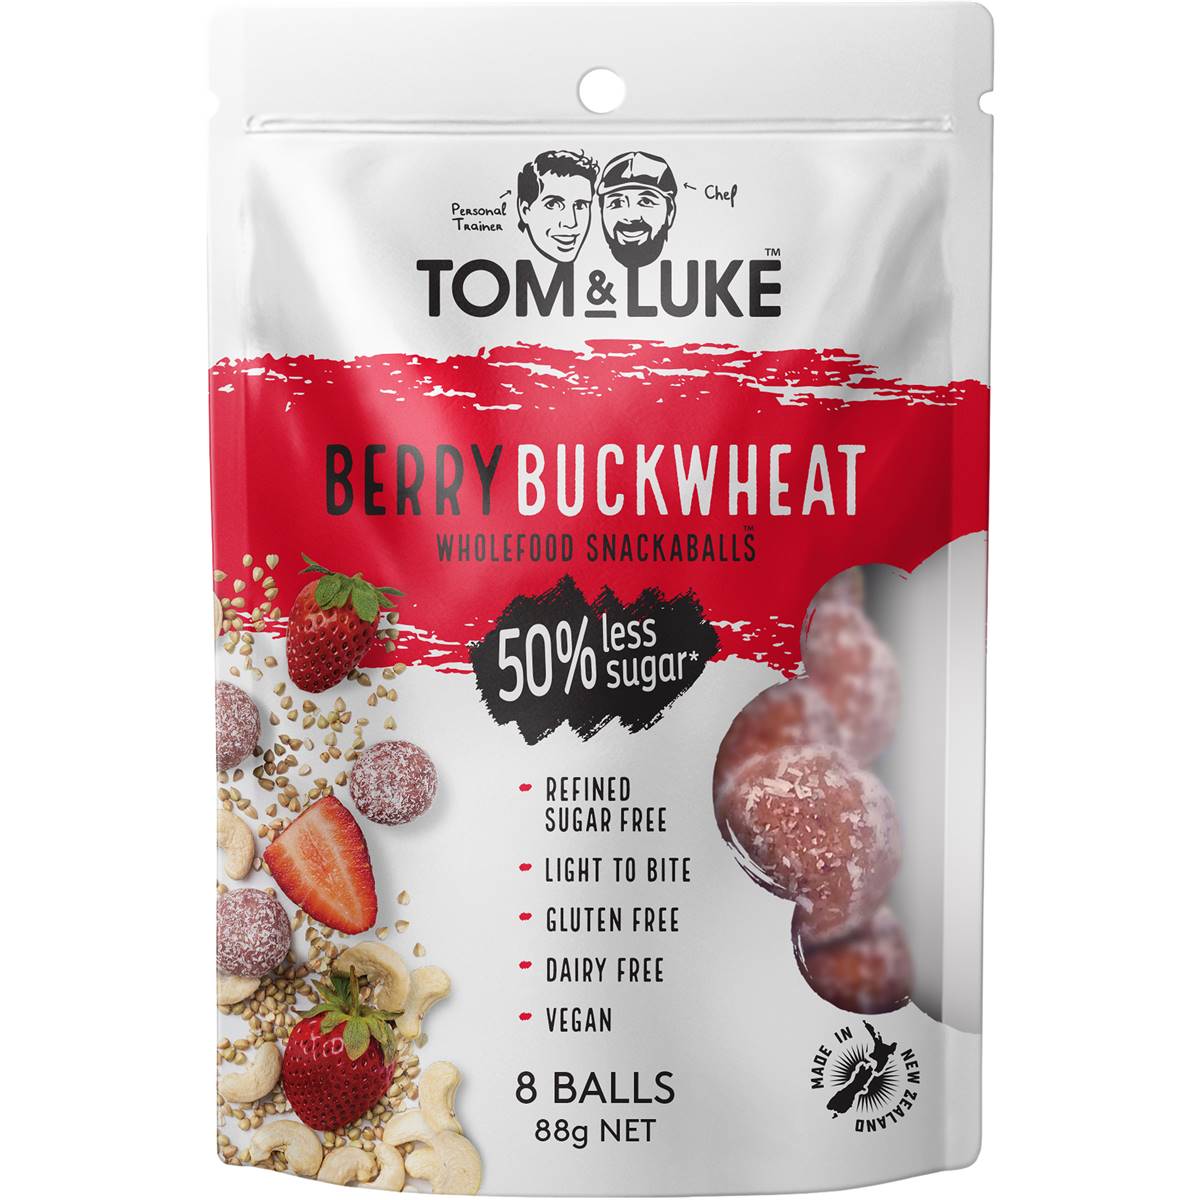 Personal
Trainer
Chef
TOM & LUKE™
BERRY BUCKWHEAT
WHOLEFOOD SNACKABALLS™
50% less
sugar*
- REFINED
SUGAR FREE
- LIGHT TO BITE
- GLUTEN FREE
- DAIRY FREE
- VEGAN
8 BALLS
88g NET
MADE IN NEW ZEALAND